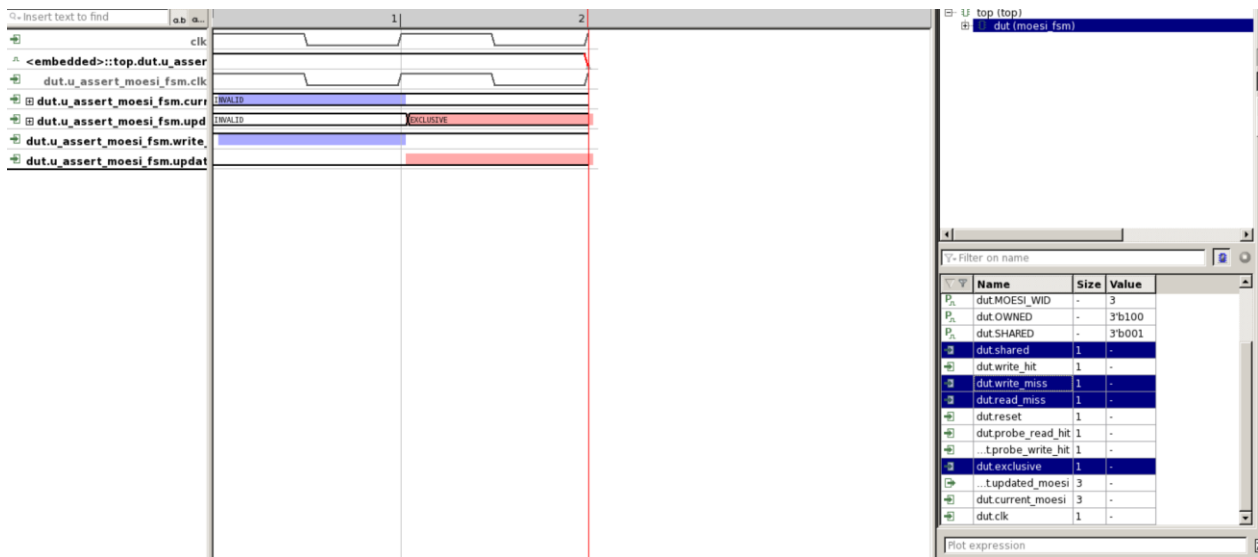 Insert text to find a.b a...
1 2
clk
<embedded>::top.dut.u_asser
dut.u_assert_moesi_fsm.clk
dut.u_assert_moesi_fsm.curr
INVALID
dut.u_assert_moesi_fsm.upd
INVALID EXCLUSIVE
dut.u_assert_moesi_fsm.write_
dut.u_assert_moesi_fsm.updat
top (top)
dut (moesi_fsm)
Filter on name
Name Size Value
dut.MOESI_WID - 3
dut.OWNED - 3'b100
dut.SHARED - 3'b001
dut.shared 1 -
dut.write_hit 1 -
dut.write_miss 1 -
dut.read_miss 1 -
dut.reset 1 -
dut.probe_read_hit 1 -
...t.probe_write_hit 1 -
dut.exclusive 1 -
...t.updated_moesi 3 -
dut.current_moesi 3 -
dut.clk 1 -
Plot expression